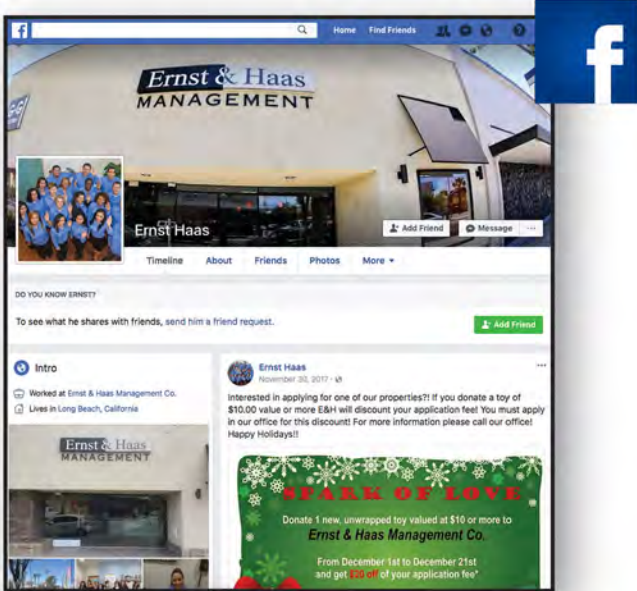 f
Home Find Friends
f
Ernst & Haas
MANAGEMENT
Ernst Haas
Add Friend Message ...
Timeline About Friends Photos More
DO YOU KNOW ERNST?
To see what he shares with friends, send him a friend request.
Add Friend
Intro
Worked at Ernst & Haas Management Co.
Lives in Long Beach, California
Ernst & Haas
MANAGEMENT
Ernst Haas
November 30, 2017 ·
Interested in applying for one of our properties?! If you donate a toy of
$10.00 value or more E&H will discount your application fee! You must apply
in our office for this discount! For more information please call our office!
Happy Holidays!!
SPARK OF LOVE
Donate 1 new, unwrapped toy valued at $10 or more to
Ernst & Haas Management Co.
From December 1st to December 21st
and get $20 off of your application fee*